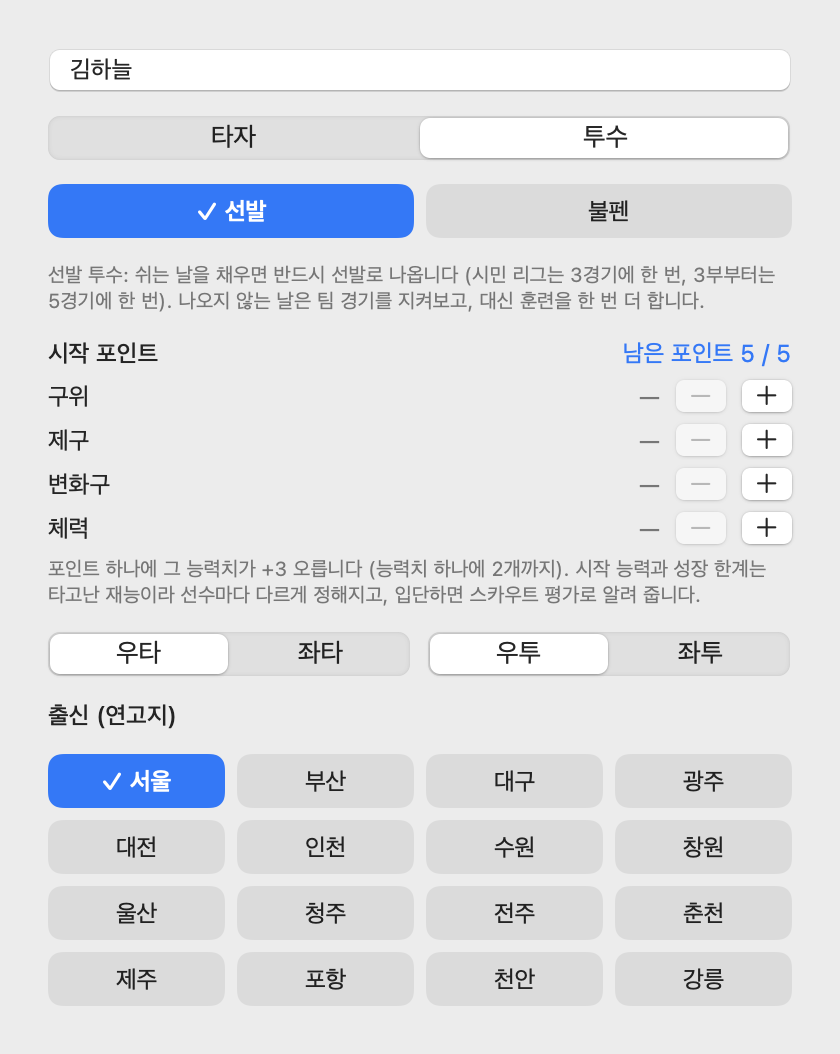 김하늘
타자 투수
✓ 선발 불펜
선발 투수: 쉬는 날을 채우면 반드시 선발로 나옵니다 (시민 리그는 3경기에 한 번, 3부부터는
5경기에 한 번). 나오지 않는 날은 팀 경기를 지켜보고, 대신 훈련을 한 번 더 합니다.
시작 포인트 남은 포인트 5 / 5
구위 — — +
제구 — — +
변화구 — — +
체력 — — +
포인트 하나에 그 능력치가 +3 오릅니다 (능력치 하나에 2개까지). 시작 능력과 성장 한계는
타고난 재능이라 선수마다 다르게 정해지고, 입단하면 스카우트 평가로 알려 줍니다.
우타 좌타 우투 좌투
출신 (연고지)
✓ 서울 부산 대구 광주
대전 인천 수원 창원
울산 청주 전주 춘천
제주 포항 천안 강릉